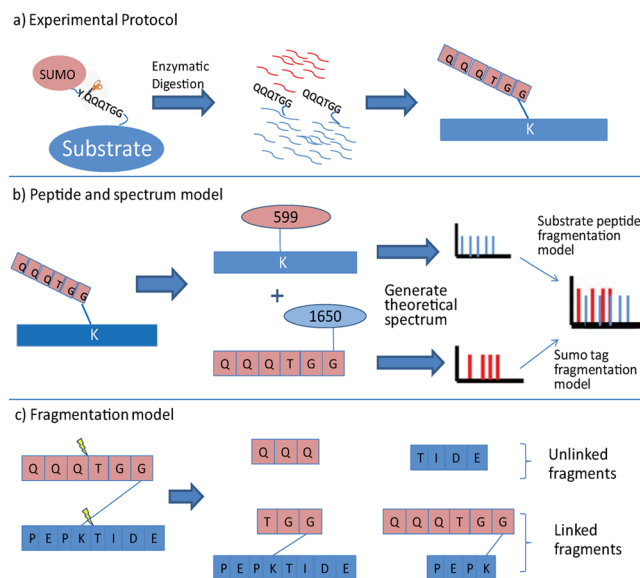 a) Experimental Protocol
SUMO
QQQTGG
Substrate
Enzymatic
Digestion
QQQTGG
QQQTGG
Q Q Q T G G
K
b) Peptide and spectrum model
Q Q Q T G G
K
599
K
+
1650
Q Q Q T G G
Generate
theoretical
spectrum
Substrate peptide
fragmentation
model
Sumo tag
fragmentation
model
c) Fragmentation model
Q Q Q T G G
P E P K T I D E
Q Q Q
T I D E
Unlinked
fragments
T G G
P E P K T I D E
Q Q Q T G G
P E P K
Linked
fragments